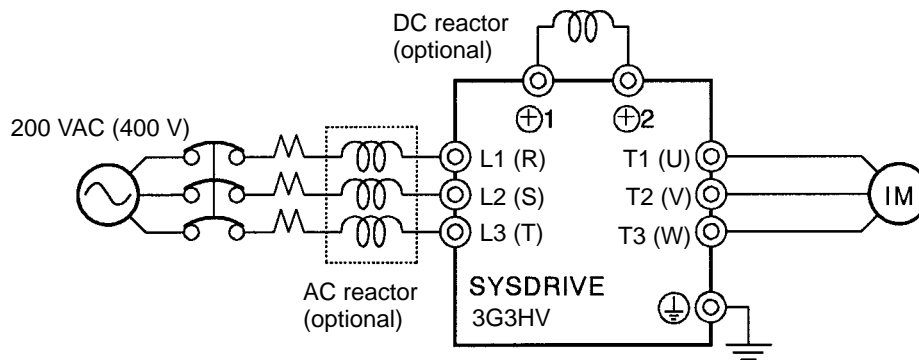 DC reactor
(optional)
⊕1
⊕2
200 VAC (400 V)
L1 (R)
T1 (U)
L2 (S)
T2 (V)
IM
L3 (T)
T3 (W)
AC reactor
(optional)
SYSDRIVE
3G3HV